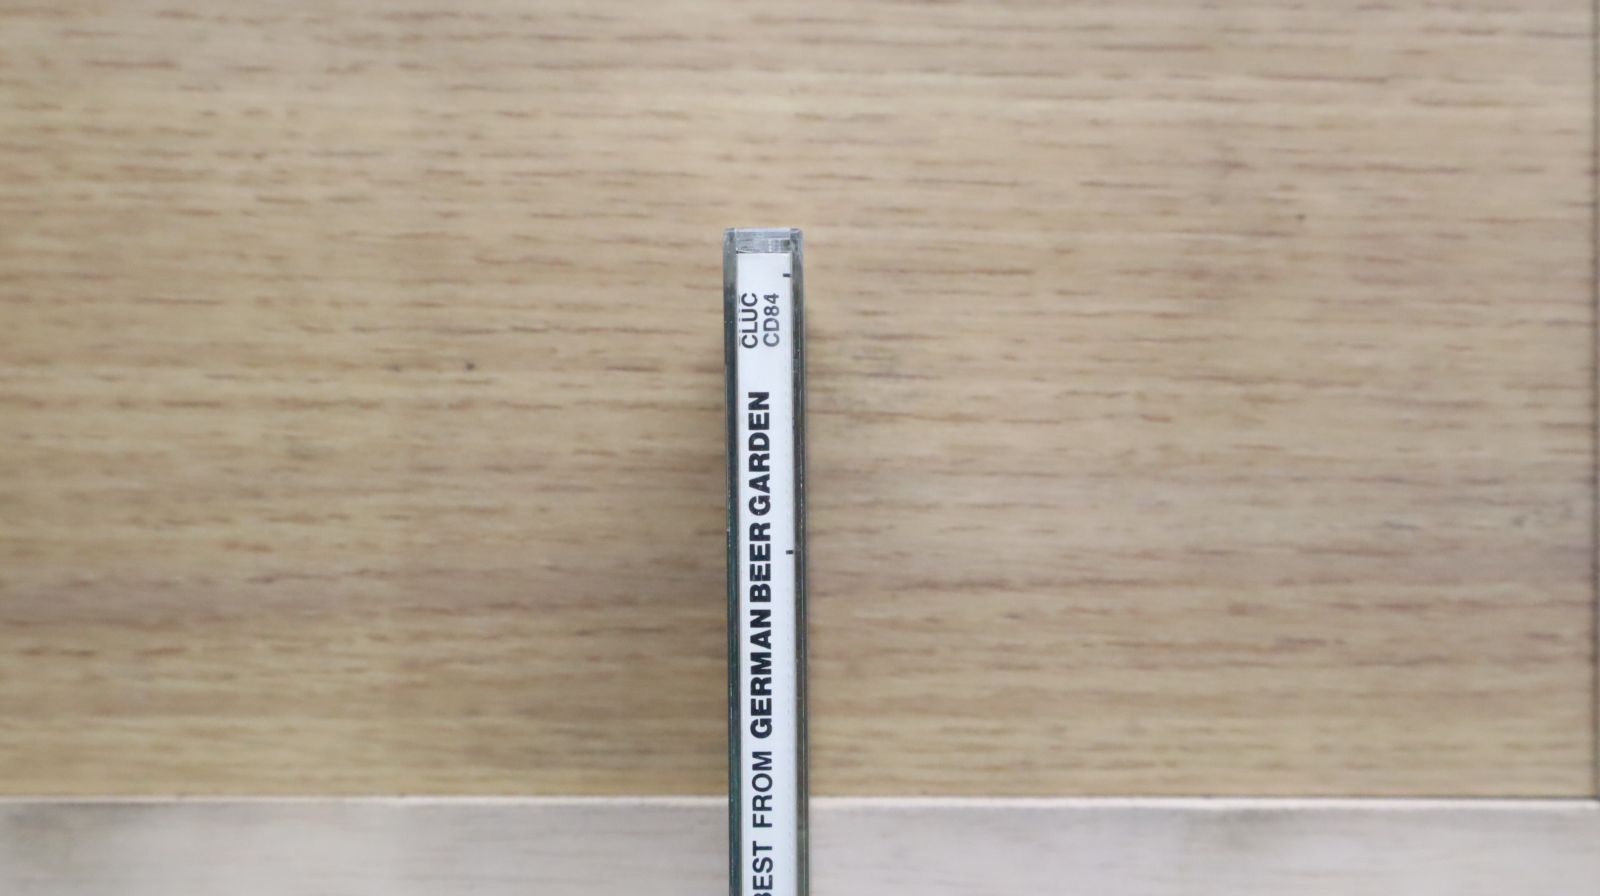 BEST FROM GERMAN BEER GARDEN
CLUC
CD84